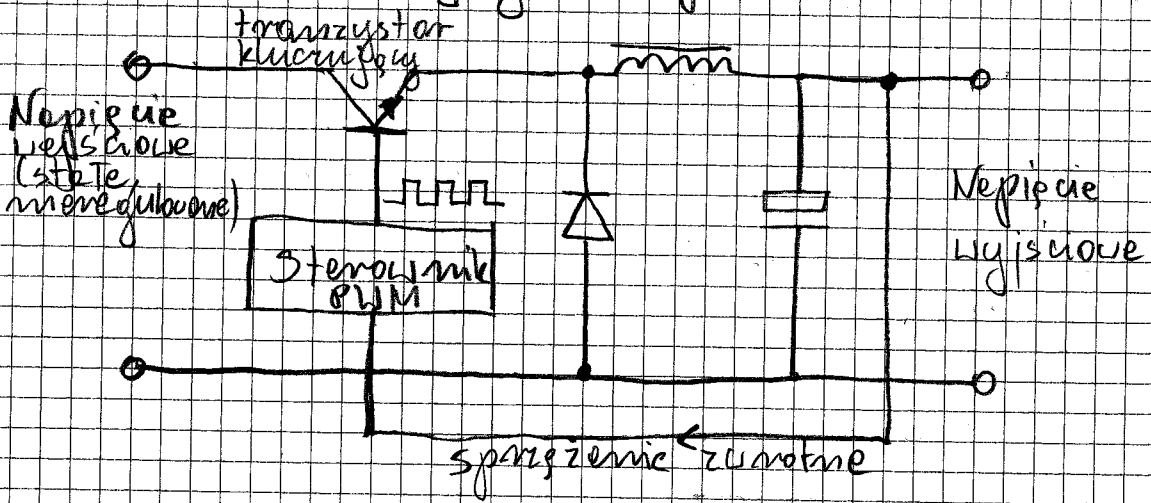 tranzystor
kluczujący
Napięcie
wejściowe
(stałe,
nieregulowane)
Sterownik
PWM
Napięcie
wyjściowe
sprzężenie zwrotne